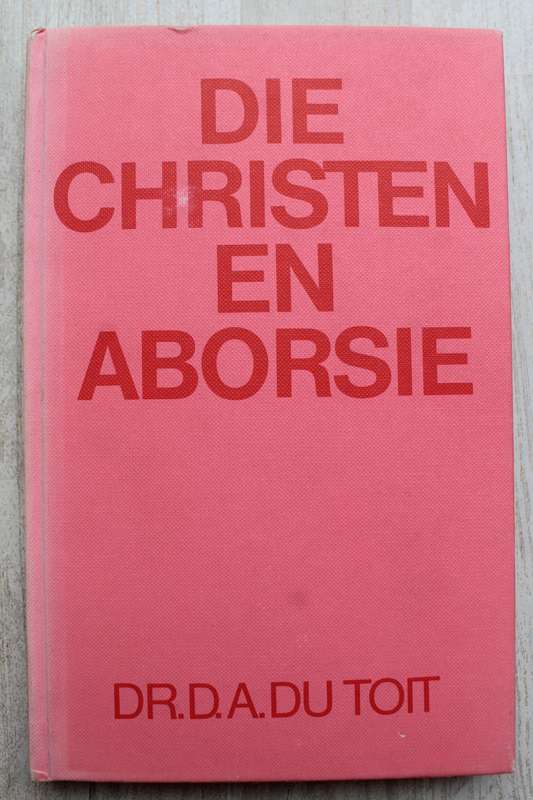 DIE
CHRISTEN
EN
ABORSIE
DR.D.A.DU TOIT